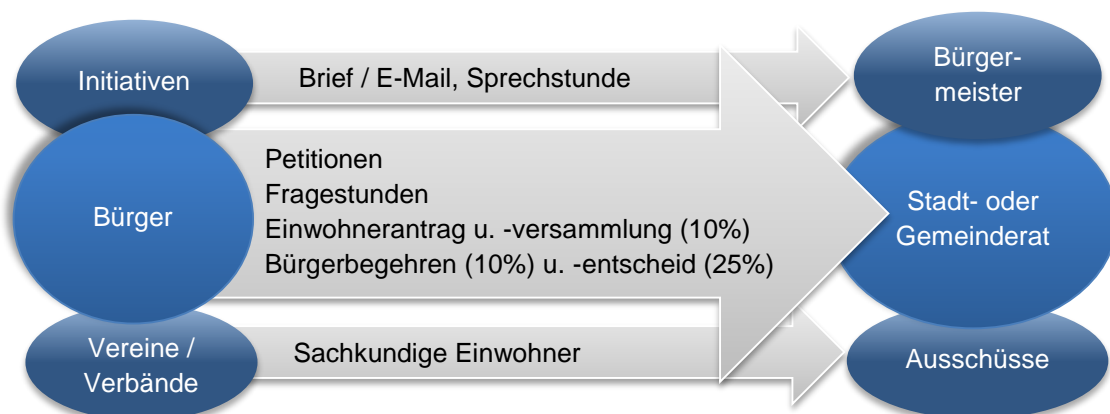 Initiativen
Brief / E-Mail, Sprechstunde
Bürger-
meister
Bürger
Petitionen
Fragestunden
Einwohnerantrag u. -versammlung (10%)
Bürgerbegehren (10%) u. -entscheid (25%)
Stadt- oder
Gemeinderat
Vereine /
Verbände
Sachkundige Einwohner
Ausschüsse